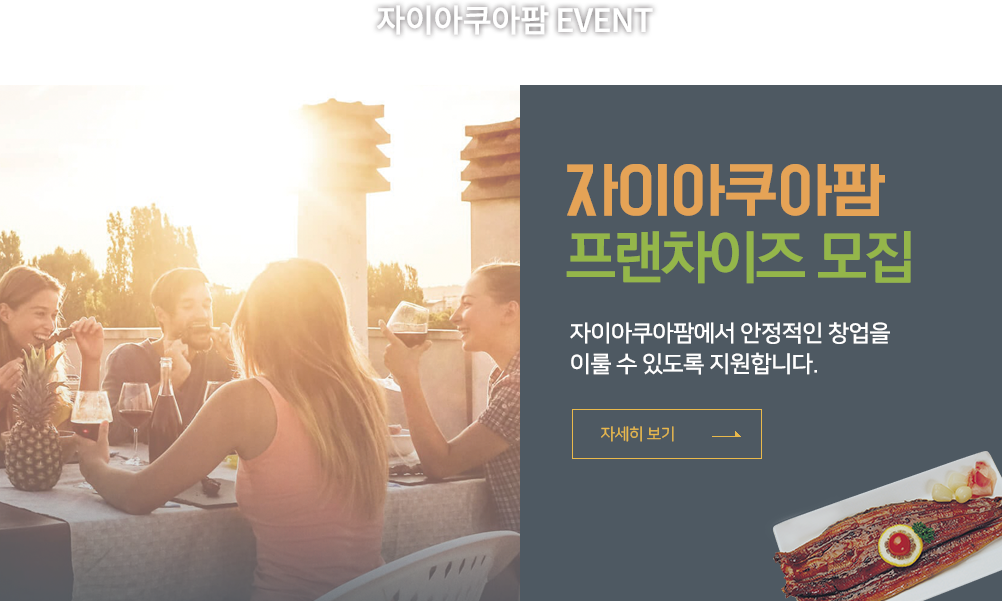 자이아쿠아팜 EVENT
자이아쿠아팜
프랜차이즈 모집
자이아쿠아팜에서 안정적인 창업을
이룰 수 있도록 지원합니다.
자세히 보기